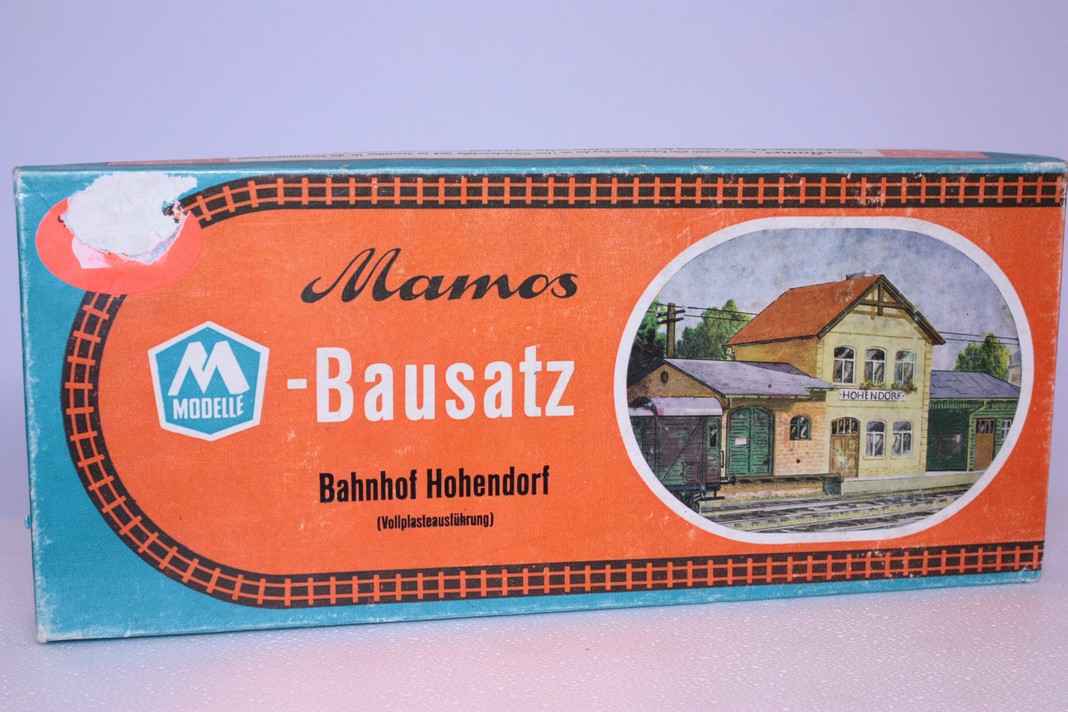 Mamos
M
MODELLE
-Bausatz
Bahnhof Hohendorf
(Vollplasteausführung)
·HOHENDORF·